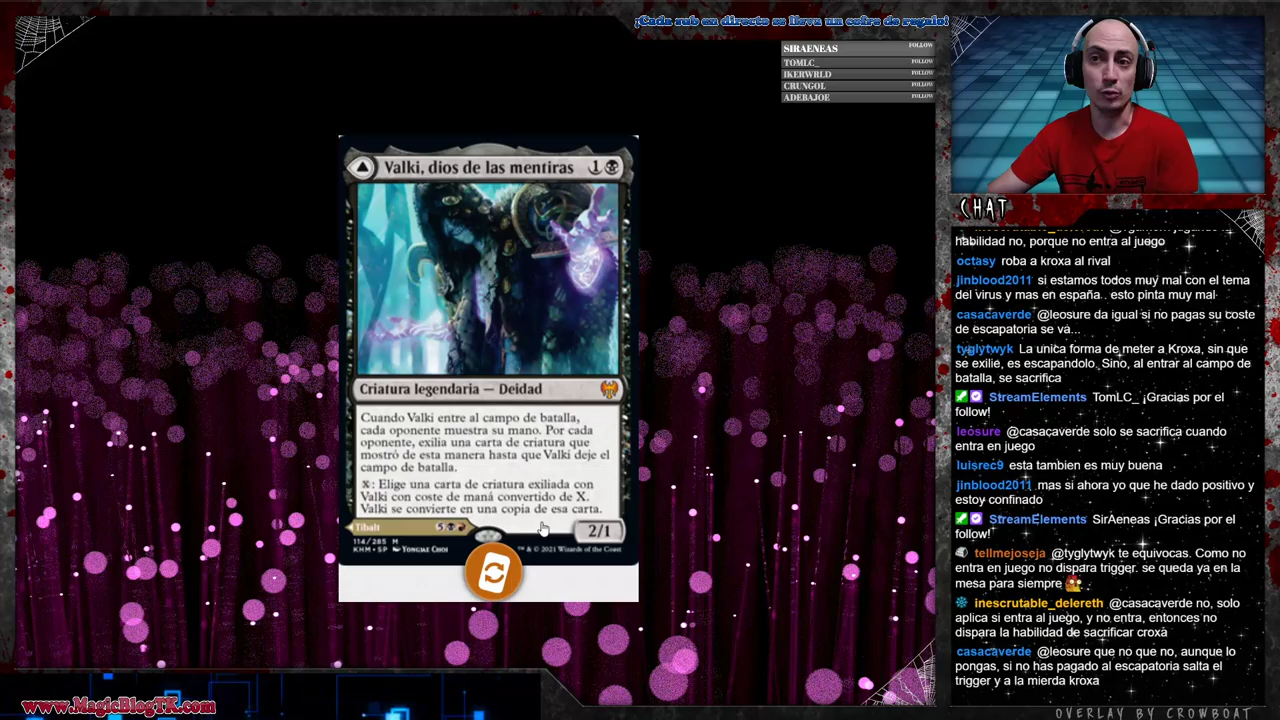 ¡Cada sub en directo se lleva un cofre de regalo!
SIRAENEAS FOLLOW
TOMLC_ FOLLOW
IKERWRLD FOLLOW
CRUNGOL FOLLOW
ADEBAJOE FOLLOW
Valki, dios de las mentiras 1
Criatura legendaria — Deidad
Cuando Valki entre al campo de batalla,
cada oponente muestra su mano. Por cada
oponente, exilia una carta de criatura que
mostró de esta manera hasta que Valki deje el
campo de batalla.
X: Elige una carta de criatura exiliada con
Valki con coste de maná convertido de X.
Valki se convierte en una copia de esa carta.
Tibalt 5
2/1
114/285 M
KHM • SP YONGJAE CHOI
™ & © 2021 Wizards of the Coast
CHAT
habilidad no, porque no entra al juego
octasy roba a kroxa al rival
jinblood2011 si estamos todos muy mal con el tema
del virus y mas en españa . esto pinta muy mal
casacaverde @leosure da igual si no pagas su coste
de escapatoria se va...
tyglytwyk La unica forma de meter a Kroxa, sin que
se exilie, es escapandolo. Sino, al entrar al campo de
batalla, se sacrifica
StreamElements TomLC_ ¡Gracias por el
follow!
leosure @casacaverde solo se sacrifica cuando
entra en juego
luisrec9 esta tambien es muy buena
jinblood2011 mas si ahora yo que he dado positivo y
estoy confinado
StreamElements SirAeneas ¡Gracias por el
follow!
tellmejoseja @tyglytwyk te equivocas. Como no
entra en juego no dispara trigger. se queda ya en la
mesa para siempre
inescrutable_delereth @casacaverde no, solo
aplica si entra al juego, y no entra, entonces no
dispara la habilidad de sacrificar croxa
casacaverde @leosure que no que no, aunque lo
pongas, si no has pagado al escapatoria salta el
trigger y a la mierda kroxa
www.MagicBlogTK.com
OVERLAY BY CROWBOAT